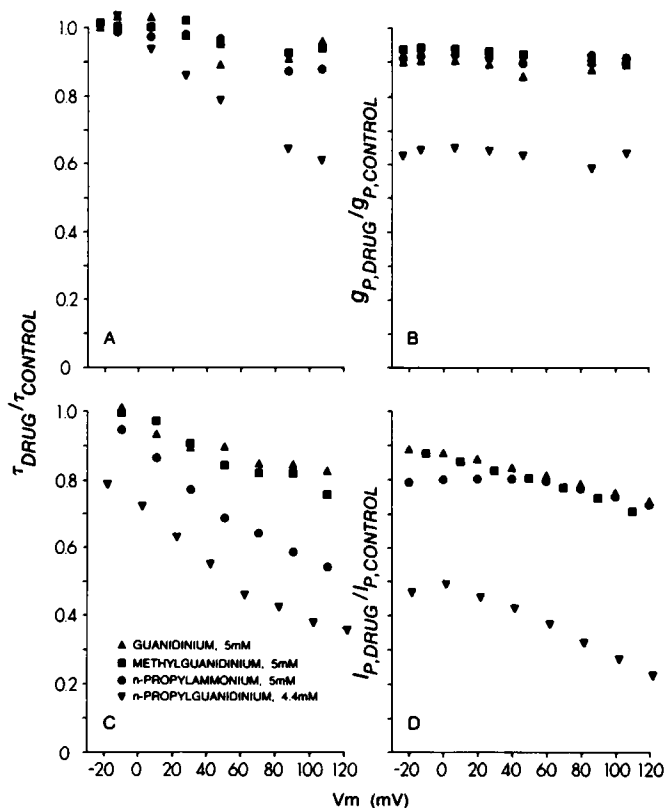 1.0
0.8
0.6
0.4
0.2
0
A
B
τDRUG/τCONTROL
gP,DRUG/gP,CONTROL
1.0
0.8
0.6
0.4
0.2
0
▲ GUANIDINIUM, 5mM
■ METHYLGUANIDINIUM, 5mM
● n-PROPYLAMMONIUM, 5mM
▼ n-PROPYLGUANIDINIUM, 4.4mM
C
D
IP,DRUG/IP,CONTROL
-20 0 20 40 60 80 100 120
-20 0 20 40 60 80 100 120
Vm (mV)